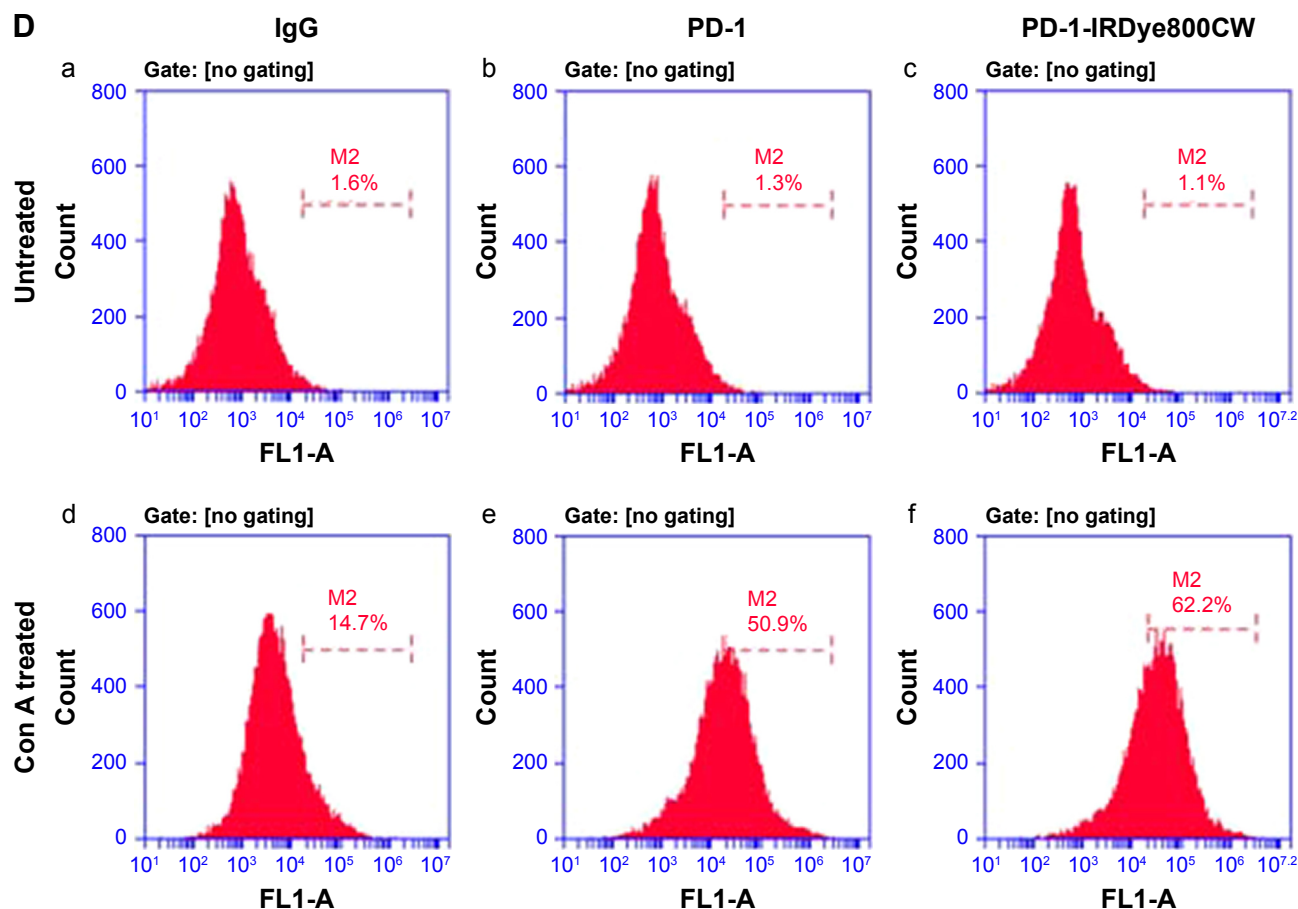 D
IgG
PD-1
PD-1-IRDye800CW
Untreated
a
Gate: [no gating]
Count
800
600
400
200
0
M2
1.6%
10¹ 10² 10³ 10⁴ 10⁵ 10⁶ 10⁷
FL1-A
b
Gate: [no gating]
Count
800
600
400
200
0
M2
1.3%
10¹ 10² 10³ 10⁴ 10⁵ 10⁶ 10⁷
FL1-A
c
Gate: [no gating]
Count
800
600
400
200
0
M2
1.1%
10¹ 10² 10³ 10⁴ 10⁵ 10⁶ 10⁷·²
FL1-A
Con A treated
d
Gate: [no gating]
Count
800
600
400
200
0
M2
14.7%
10¹ 10² 10³ 10⁴ 10⁵ 10⁶ 10⁷
FL1-A
e
Gate: [no gating]
Count
800
600
400
200
0
M2
50.9%
10¹ 10² 10³ 10⁴ 10⁵ 10⁶ 10⁷
FL1-A
f
Gate: [no gating]
Count
800
600
400
200
0
M2
62.2%
10¹ 10² 10³ 10⁴ 10⁵ 10⁶ 10⁷·²
FL1-A